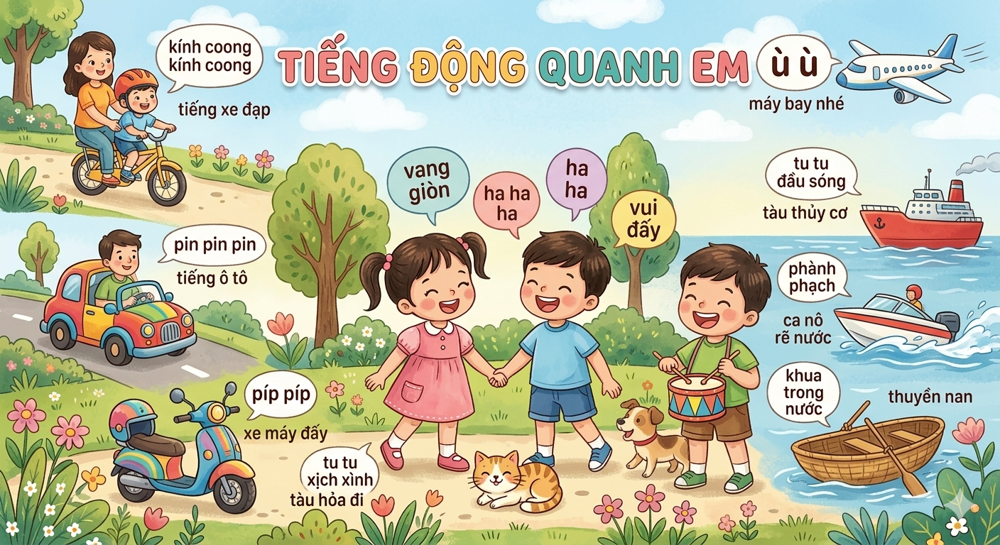 TIẾNG ĐỘNG QUANH EM
kính coong
kính coong
tiếng xe đạp
ù ù
máy bay nhé
vang
giòn
ha ha
ha
ha
ha
vui
đấy
tu tu
đầu sóng
tàu thủy cơ
pin pin pin
tiếng ô tô
phành
phạch
ca nô
rẽ nước
píp píp
xe máy đấy
khua
trong
nước
thuyền nan
tu tu
xịch xình
tàu hỏa đi